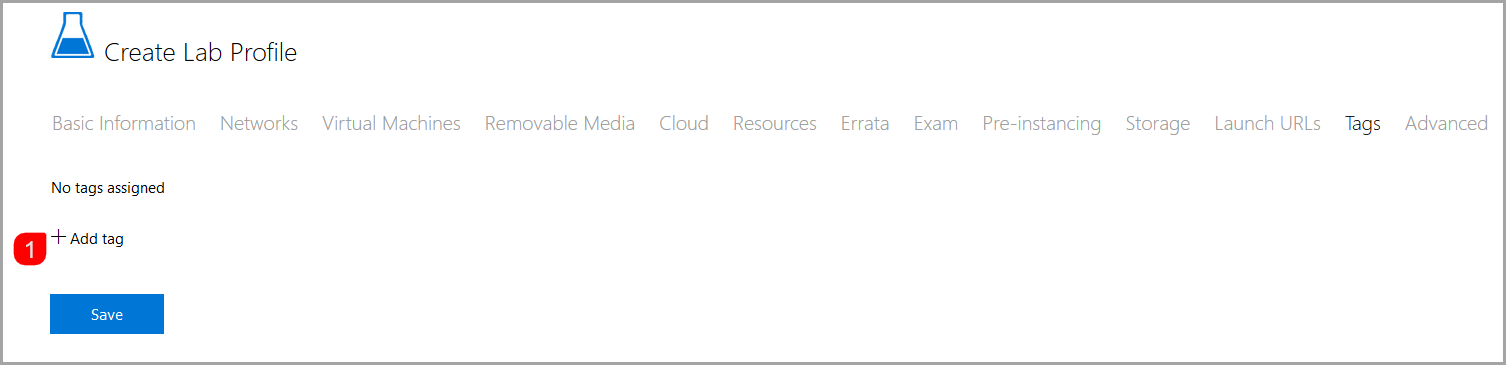 Create Lab Profile
Basic Information Networks Virtual Machines Removable Media Cloud Resources Errata Exam Pre-instancing Storage Launch URLs Tags Advanced
No tags assigned
1 + Add tag
Save